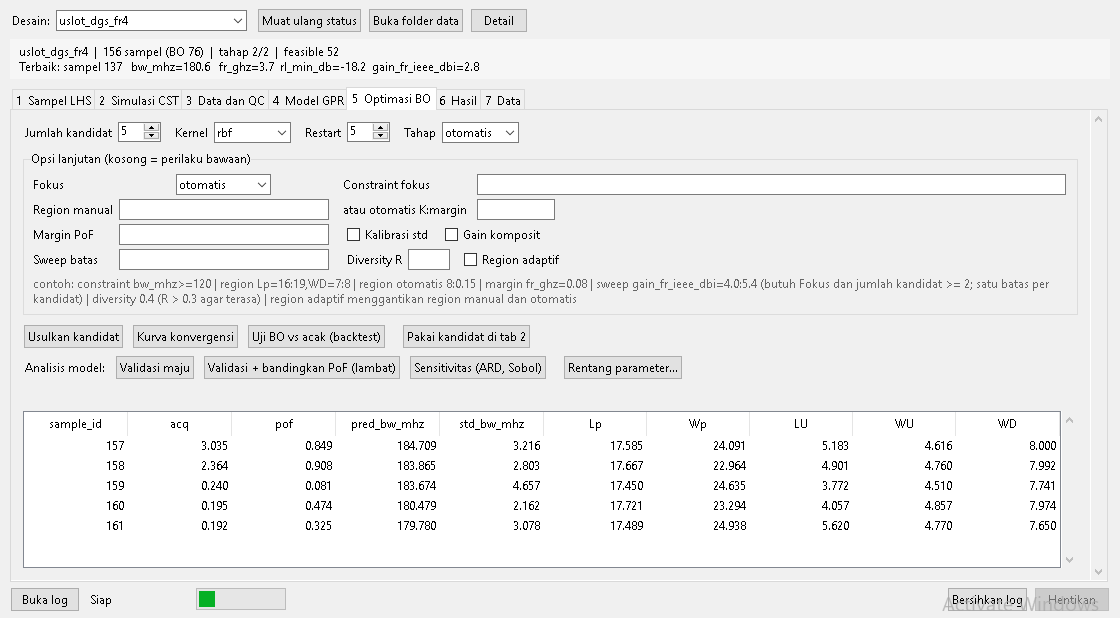 Desain: uslot_dgs_fr4 Muat ulang status Buka folder data Detail
uslot_dgs_fr4 | 156 sampel (BO 76) | tahap 2/2 | feasible 52
Terbaik: sampel 137 bw_mhz=180.6 fr_ghz=3.7 rl_min_db=-18.2 gain_fr_ieee_dbi=2.8
1 Sampel LHS 2 Simulasi CST 3 Data dan QC 4 Model GPR 5 Optimasi BO 6 Hasil 7 Data
Jumlah kandidat 5 Kernel rbf Restart 5 Tahap otomatis
Opsi lanjutan (kosong = perilaku bawaan)
Fokus otomatis Constraint fokus
Region manual atau otomatis K:margin
Margin PoF Kalibrasi std Gain komposit
Sweep batas Diversity R Region adaptif
contoh: constraint bw_mhz>=120 | region Lp=16:19,WD=7:8 | region otomatis 8:0.15 | margin fr_ghz=0.08 | sweep gain_fr_ieee_dbi=4.0:5.4 (butuh Fokus dan jumlah kandidat >= 2; satu batas per
kandidat) | diversity 0.4 (R > 0.3 agar terasa) | region adaptif menggantikan region manual dan otomatis
Usulkan kandidat Kurva konvergensi Uji BO vs acak (backtest) Pakai kandidat di tab 2
Analisis model: Validasi maju Validasi + bandingkan PoF (lambat) Sensitivitas (ARD, Sobol) Rentang parameter...
sample_id acq pof pred_bw_mhz std_bw_mhz Lp Wp LU WU WD
157 3.035 0.849 184.709 3.216 17.585 24.091 5.183 4.616 8.000
158 2.364 0.908 183.865 2.803 17.667 22.964 4.901 4.760 7.992
159 0.240 0.081 183.674 4.657 17.450 24.635 3.772 4.510 7.741
160 0.195 0.474 180.479 2.162 17.721 23.294 4.057 4.857 7.974
161 0.192 0.325 179.780 3.078 17.489 24.938 5.620 4.770 7.650
Buka log Siap Bersihkan log Hentikan
Activate Windows